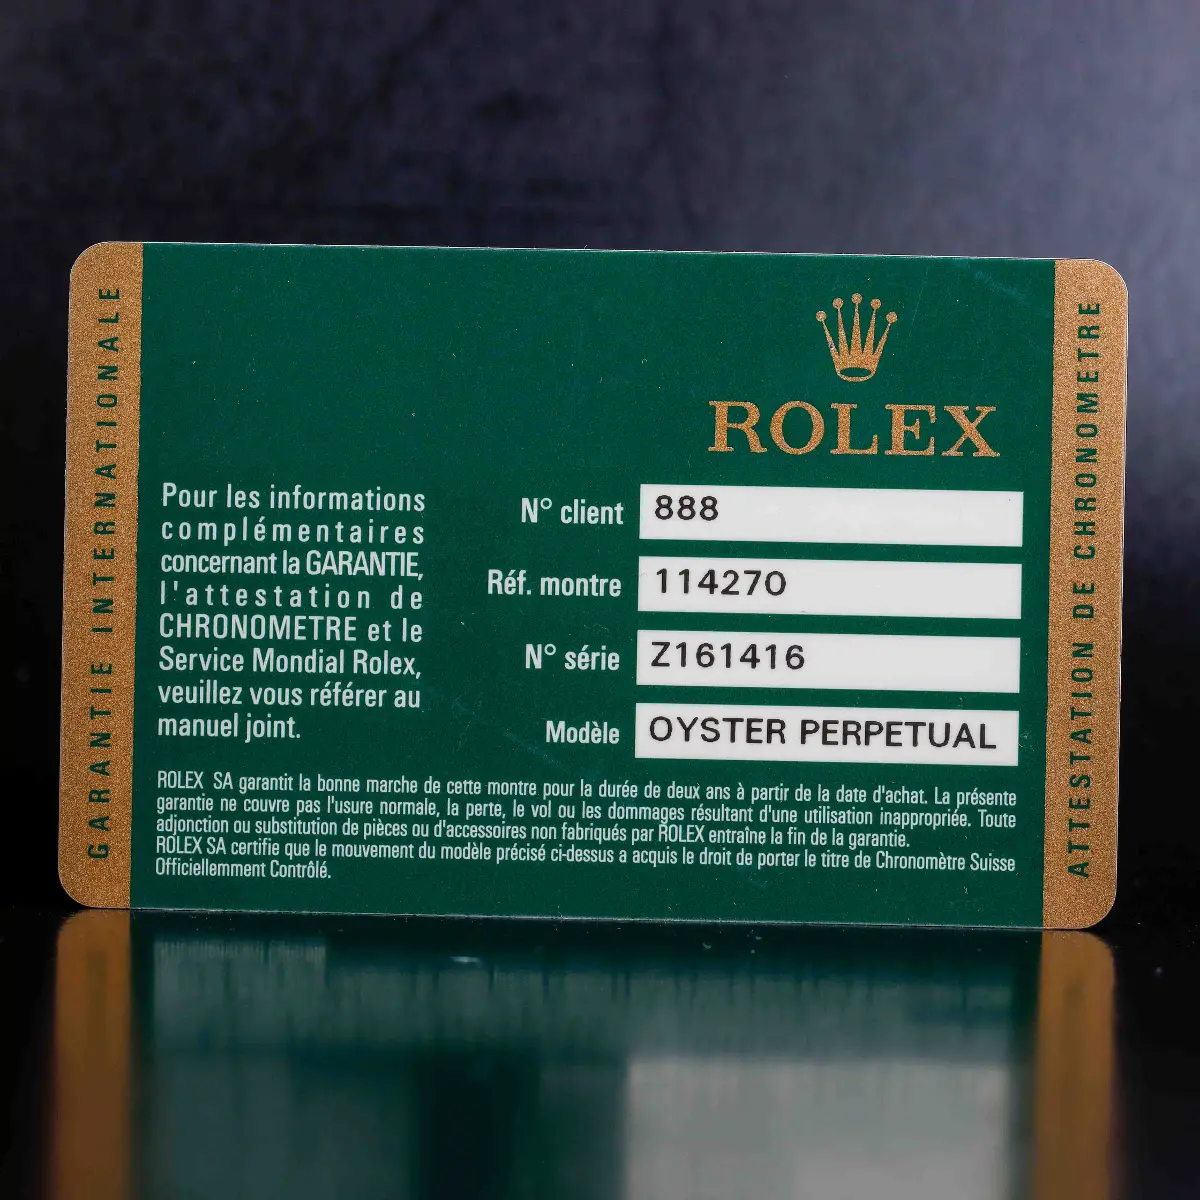 GARANTIE INTERNATIONALE
ROLEX
Pour les informations
complémentaires
concernant la GARANTIE,
l'attestation de
CHRONOMETRE et le
Service Mondial Rolex,
veuillez vous référer au
manuel joint.
N° client 888
Réf. montre 114270
N° série Z161416
Modèle OYSTER PERPETUAL
ROLEX SA garantit la bonne marche de cette montre pour la durée de deux ans à partir de la date d'achat. La présente
garantie ne couvre pas l'usure normale, la perte, le vol ou les dommages résultant d'une utilisation inappropriée. Toute
adjonction ou substitution de pièces ou d'accessoires non fabriqués par ROLEX entraîne la fin de la garantie.
ROLEX SA certifie que le mouvement du modèle précisé ci-dessus a acquis le droit de porter le titre de Chronomètre Suisse
Officiellemment Contrôlé.
ATTESTATION DE CHRONOMETRE